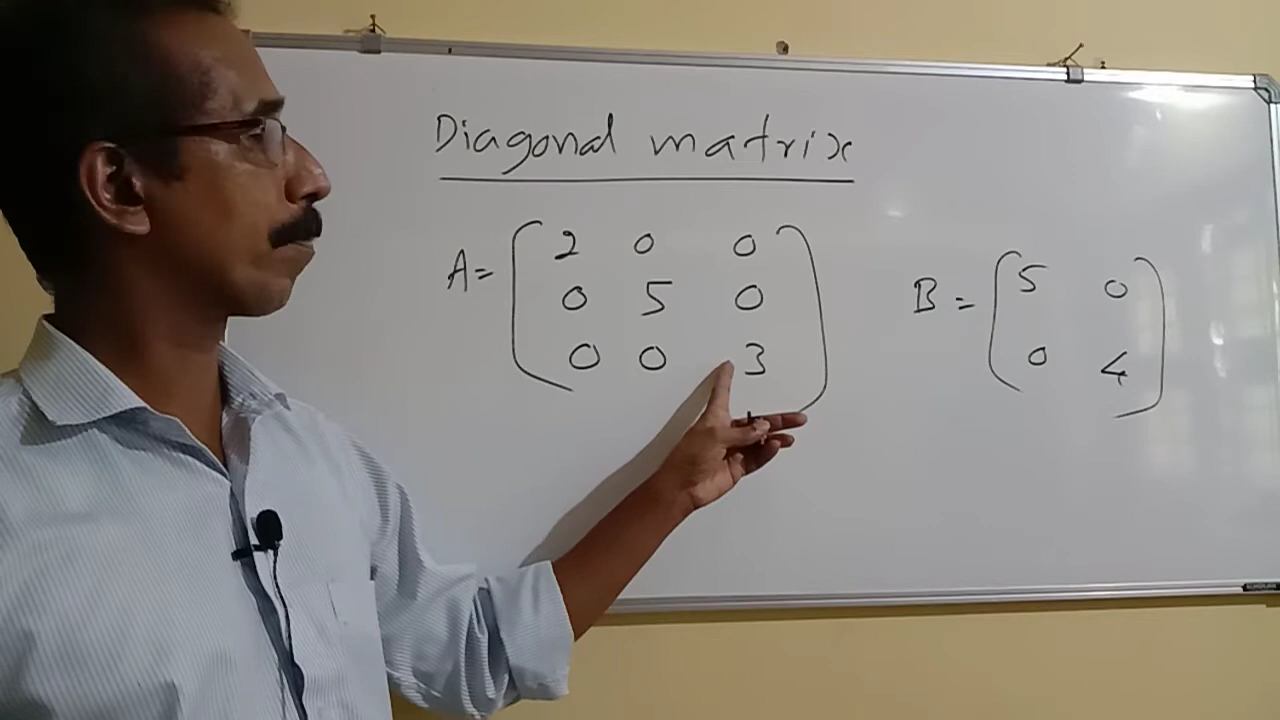 Diagonal matrix
A = ( 2 0 0
0 5 0
0 0 3 )
B = ( 5 0
0 4 )